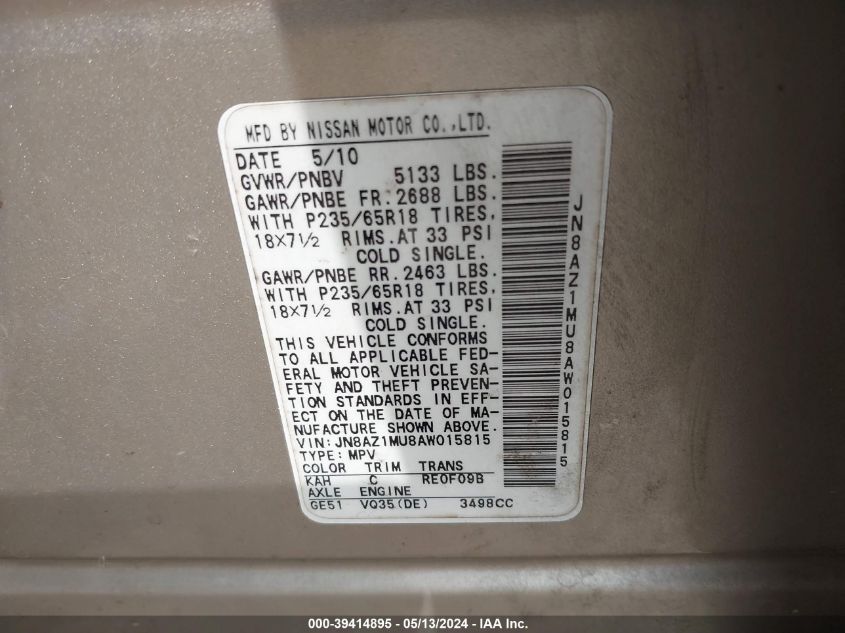 MFD BY NISSAN MOTOR CO.,LTD.
DATE 5/10
GVWR/PNBV 5133 LBS.
GAWR/PNBE FR. 2688 LBS.
WITH P235/65R18 TIRES,
18X7½ RIMS.AT 33 PSI
COLD SINGLE.
GAWR/PNBE RR. 2463 LBS.
WITH P235/65R18 TIRES,
18X7½ RIMS.AT 33 PSI
COLD SINGLE.
THIS VEHICLE CONFORMS
TO ALL APPLICABLE FED-
ERAL MOTOR VEHICLE SA-
FETY AND THEFT PREVEN-
TION STANDARDS IN EFF-
ECT ON THE DATE OF MA-
NUFACTURE SHOWN ABOVE.
VIN: JN8AZ1MU8AW015815
TYPE: MPV
COLOR TRIM TRANS
KAH C RE0F09B
AXLE ENGINE
GE51 VQ35(DE) 3498CC
JN8AZ1MU8AW015815
000-39414895 - 05/13/2024 - IAA Inc.